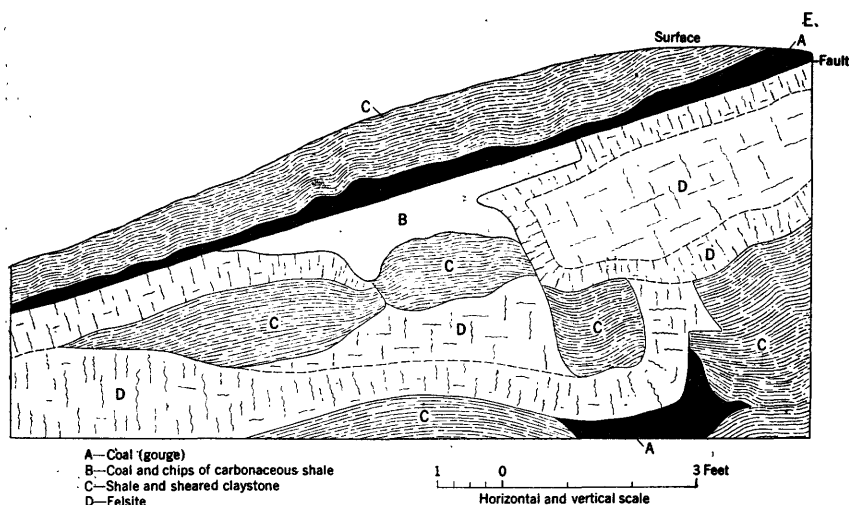 E.
Surface
A
Fault
C
D
B
D
C
C
D
C
C
D
C
A
A—Coal (gouge)
B—Coal and chips of carbonaceous shale
C—Shale and sheared claystone
D—Felsite
1 0 3 Feet
Horizontal and vertical scale